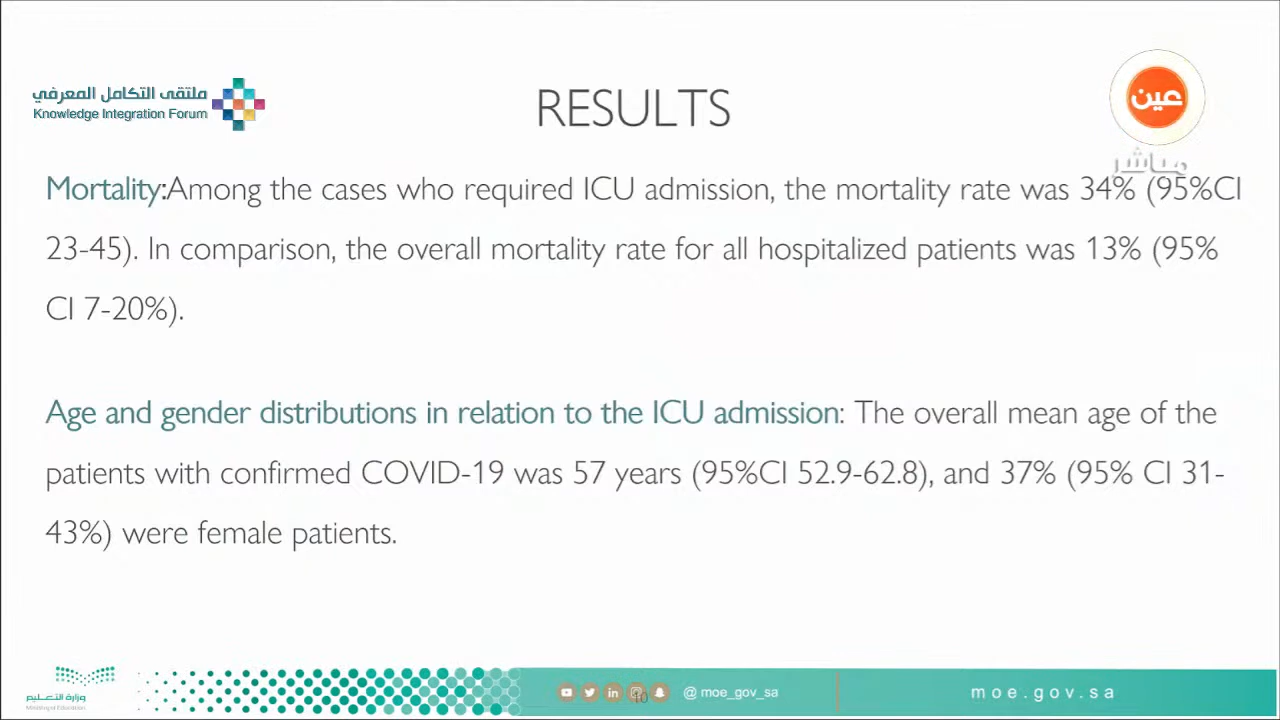 ملتقى التكامل المعرفي
Knowledge Integration Forum
RESULTS
عين
مباشر
Mortality:Among the cases who required ICU admission, the mortality rate was 34% (95%CI
23-45). In comparison, the overall mortality rate for all hospitalized patients was 13% (95%
CI 7-20%).
Age and gender distributions in relation to the ICU admission: The overall mean age of the
patients with confirmed COVID-19 was 57 years (95%CI 52.9-62.8), and 37% (95% CI 31-
43%) were female patients.
وزارة التعليم
Ministry of Education
@moe_gov_sa
moe.gov.sa